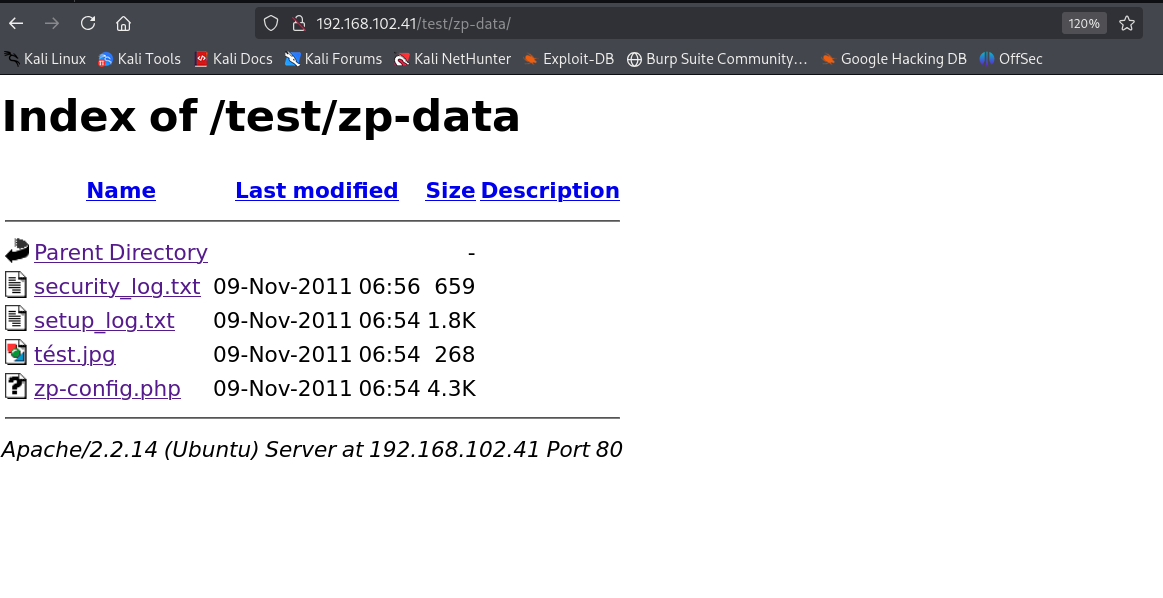 192.168.102.41/test/zp-data/ 120%
Kali Linux Kali Tools Kali Docs Kali Forums Kali NetHunter Exploit-DB Burp Suite Community... Google Hacking DB OffSec
Index of /test/zp-data
Name Last modified Size Description
Parent Directory -
security_log.txt 09-Nov-2011 06:56 659
setup_log.txt 09-Nov-2011 06:54 1.8K
tést.jpg 09-Nov-2011 06:54 268
zp-config.php 09-Nov-2011 06:54 4.3K
Apache/2.2.14 (Ubuntu) Server at 192.168.102.41 Port 80